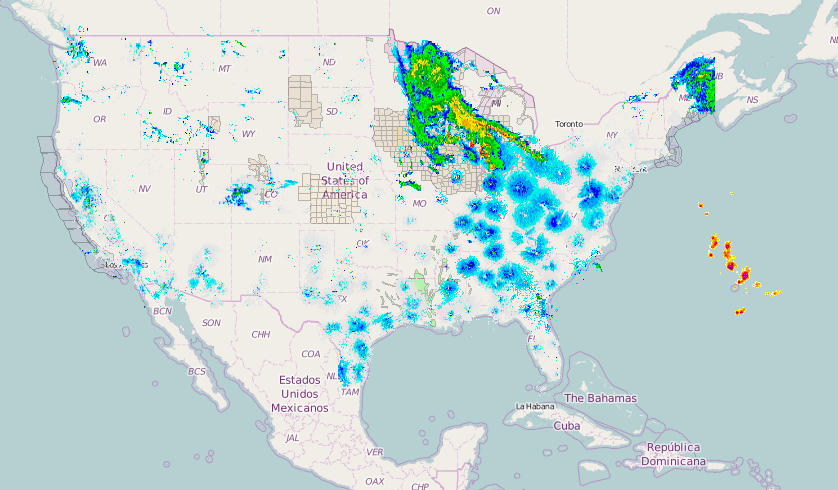 ON
WA
MT
ND
NB
MI
NS
OR
ID
SD
Toronto
NY
WY
United
States of
America
NV
UT
CO
MO
OK
NM
TX
BCN
SON
CHH
FL
COA
BCS
NL
TAM
Estados
Unidos
Mexicanos
The Bahamas
La Habana
Cuba
JAL
VER
República
Dominicana
OAX
CHP